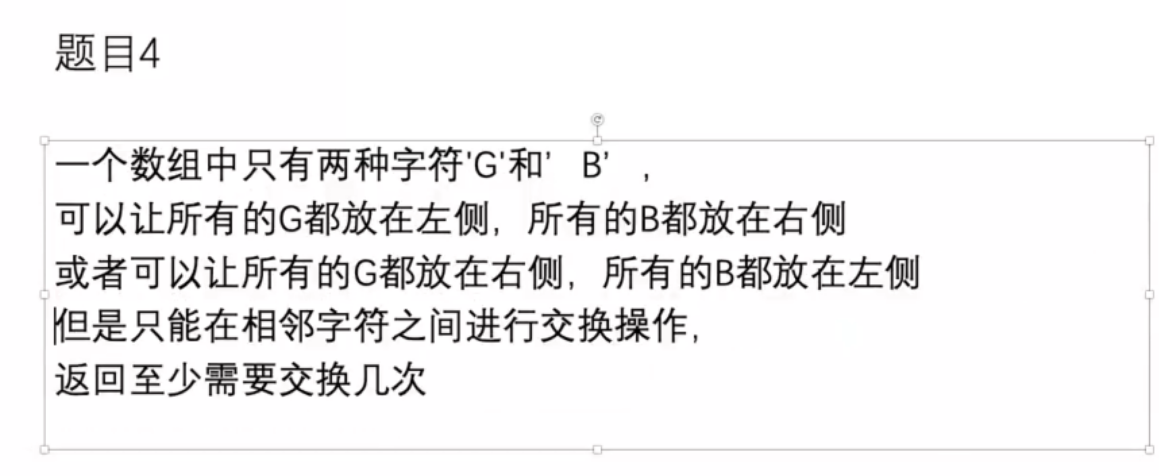 题目4
一个数组中只有两种字符'G'和’ B’ ，
可以让所有的G都放在左侧，所有的B都放在右侧
或者可以让所有的G都放在右侧，所有的B都放在左侧
但是只能在相邻字符之间进行交换操作，
返回至少需要交换几次